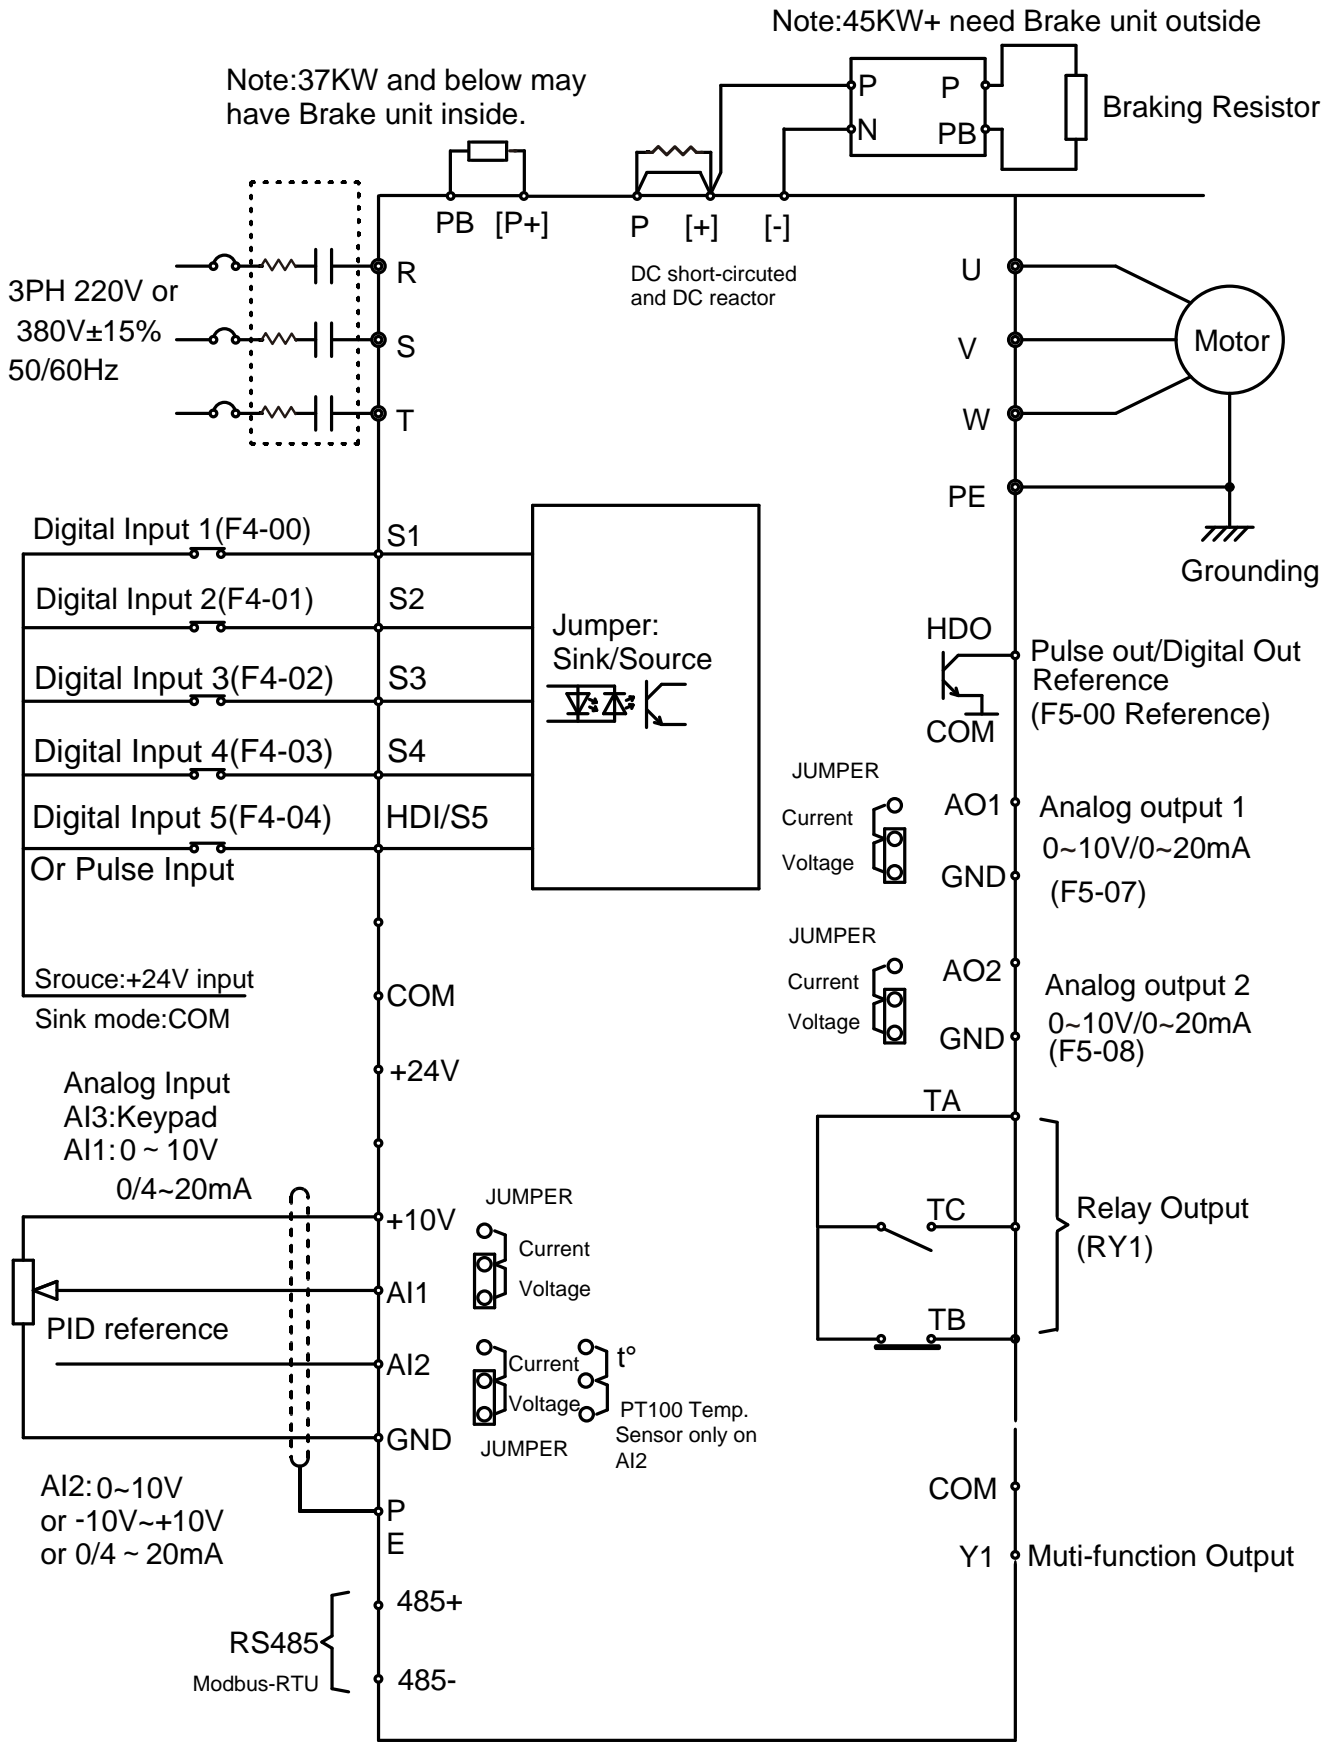 Note:45KW+ need Brake unit outside
Note:37KW and below may
have Brake unit inside.
P
P
N
PB
Braking Resistor
PB
[P+]
P
[+]
[-]
DC short-circuted
and DC reactor
3PH 220V or
380V±15%
50/60Hz
R
S
T
U
V
W
PE
Motor
Grounding
Digital Input 1(F4-00)
S1
Digital Input 2(F4-01)
S2
Digital Input 3(F4-02)
S3
Digital Input 4(F4-03)
S4
Digital Input 5(F4-04)
HDI/S5
Or Pulse Input
Jumper:
Sink/Source
Srouce:+24V input
Sink mode:COM
COM
+24V
HDO
COM
Pulse out/Digital Out
Reference
(F5-00 Reference)
JUMPER
Current
Voltage
AO1
GND
Analog output 1
0~10V/0~20mA
(F5-07)
JUMPER
Current
Voltage
AO2
GND
Analog output 2
0~10V/0~20mA
(F5-08)
Analog Input
AI3:Keypad
AI1:0 ~ 10V
0/4~20mA
+10V
AI1
PID reference
AI2
GND
P
E
JUMPER
Current
Voltage
Current
Voltage
JUMPER
t°
PT100 Temp.
Sensor only on
AI2
AI2:0~10V
or -10V~+10V
or 0/4 ~ 20mA
TA
TC
TB
Relay Output
(RY1)
COM
Y1
Muti-function Output
485+
RS485
Modbus-RTU
485-